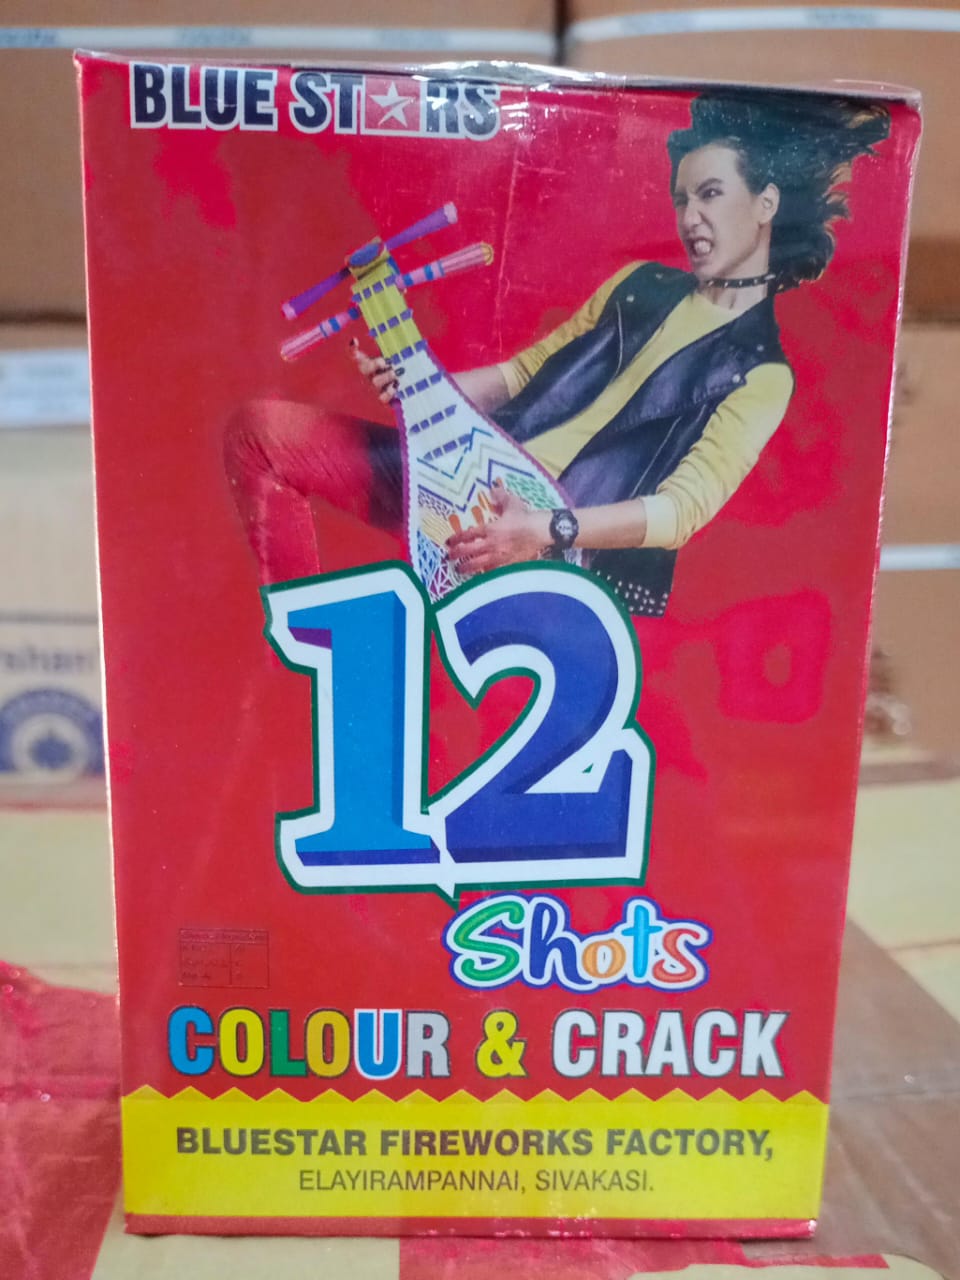 BLUE STARS
12
Shots
COLOUR & CRACK
BLUESTAR FIREWORKS FACTORY,
ELAYIRAMPANNAI, SIVAKASI.